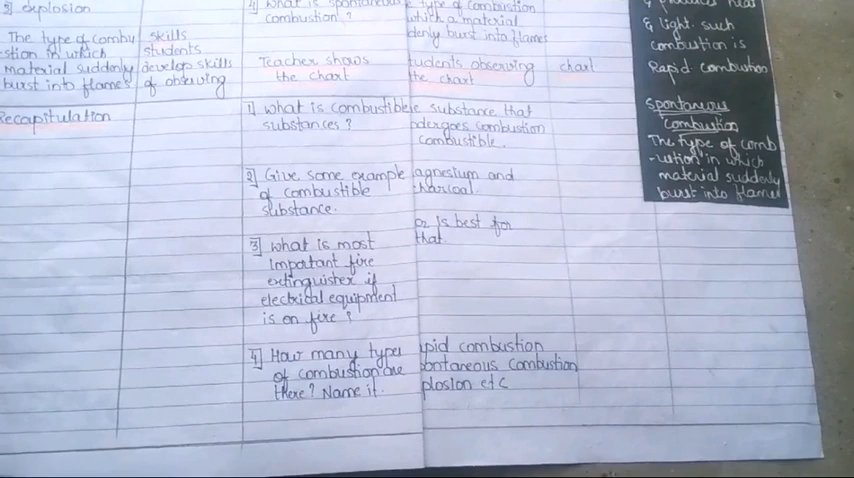 3] explosion
The type of comby
-stion in which
material suddenly
burst into flames
skills
students
develop skills
of observing
4] what is spontaneous
combustion?
Teacher shows
the chart
type of combustion
which a material
denly burst into flames
tudents observing
the chart
chart
& produces heat
& light. such
combustion is
Rapid combustion
Spontaneous
Combustion
The type of comb
-ustion in which
material suddenly
burst into flames
Recapitulation
1] what is combustible
substances?
e substance that
ndergoes combustion
combustible.
2] Give some example
of combustible
substance.
agnesium and
charcoal.
3] what is most
important fire
extinguisher if
electrical equipment
is on fire?
or Is best for
that
4] How many types
of combustion are
there? Name it.
apid combustion
pontaneous combustion
plosion etc